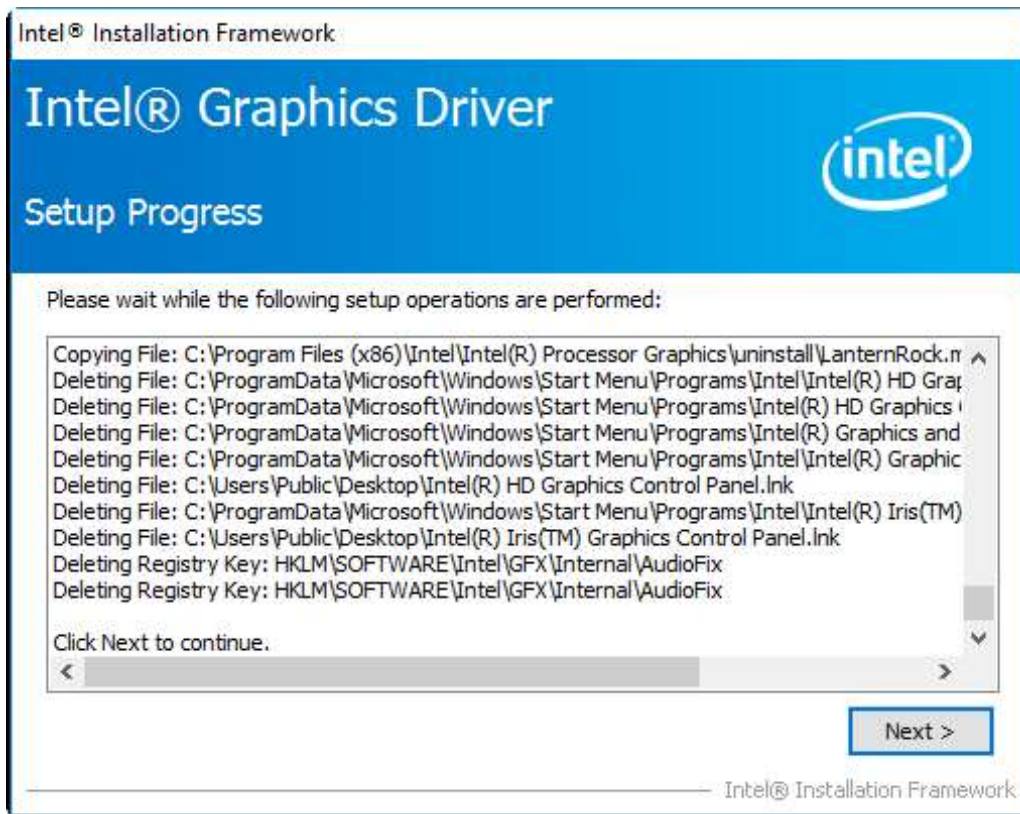 Intel® Installation Framework
Intel® Graphics Driver
intel
Setup Progress
Please wait while the following setup operations are performed:
Copying File: C:\Program Files (x86)\Intel\Intel(R) Processor Graphics\uninstall\LanternRock.
Deleting File: C:\ProgramData\Microsoft\Windows\Start Menu\Programs\Intel\Intel(R) HD
Deleting File: C:\ProgramData\Microsoft\Windows\Start Menu\Programs\Intel(R) HD Graphics
Deleting File: C:\ProgramData\Microsoft\Windows\Start Menu\Programs\Intel(R) Graphics and
Deleting File: C:\ProgramData\Microsoft\Windows\Start Menu\Programs\Intel\Intel(R) Graphic
Deleting File: C:\Users\Public\Desktop\Intel(R) HD Graphics Control Panel.lnk
Deleting File: C:\ProgramData\Microsoft\Windows\Start Menu\Programs\Intel\Intel(R) Iris(TM)
Deleting File: C:\Users\Public\Desktop\Intel(R) Iris(TM) Graphics Control Panel.lnk
Deleting Registry Key: HKLM\SOFTWARE\Intel\GFX\Internal\AudioFix
Deleting Registry Key: HKLM\SOFTWARE\Intel\GFX\Internal\AudioFix
Click Next to continue.
Next >
Intel® Installation Framework